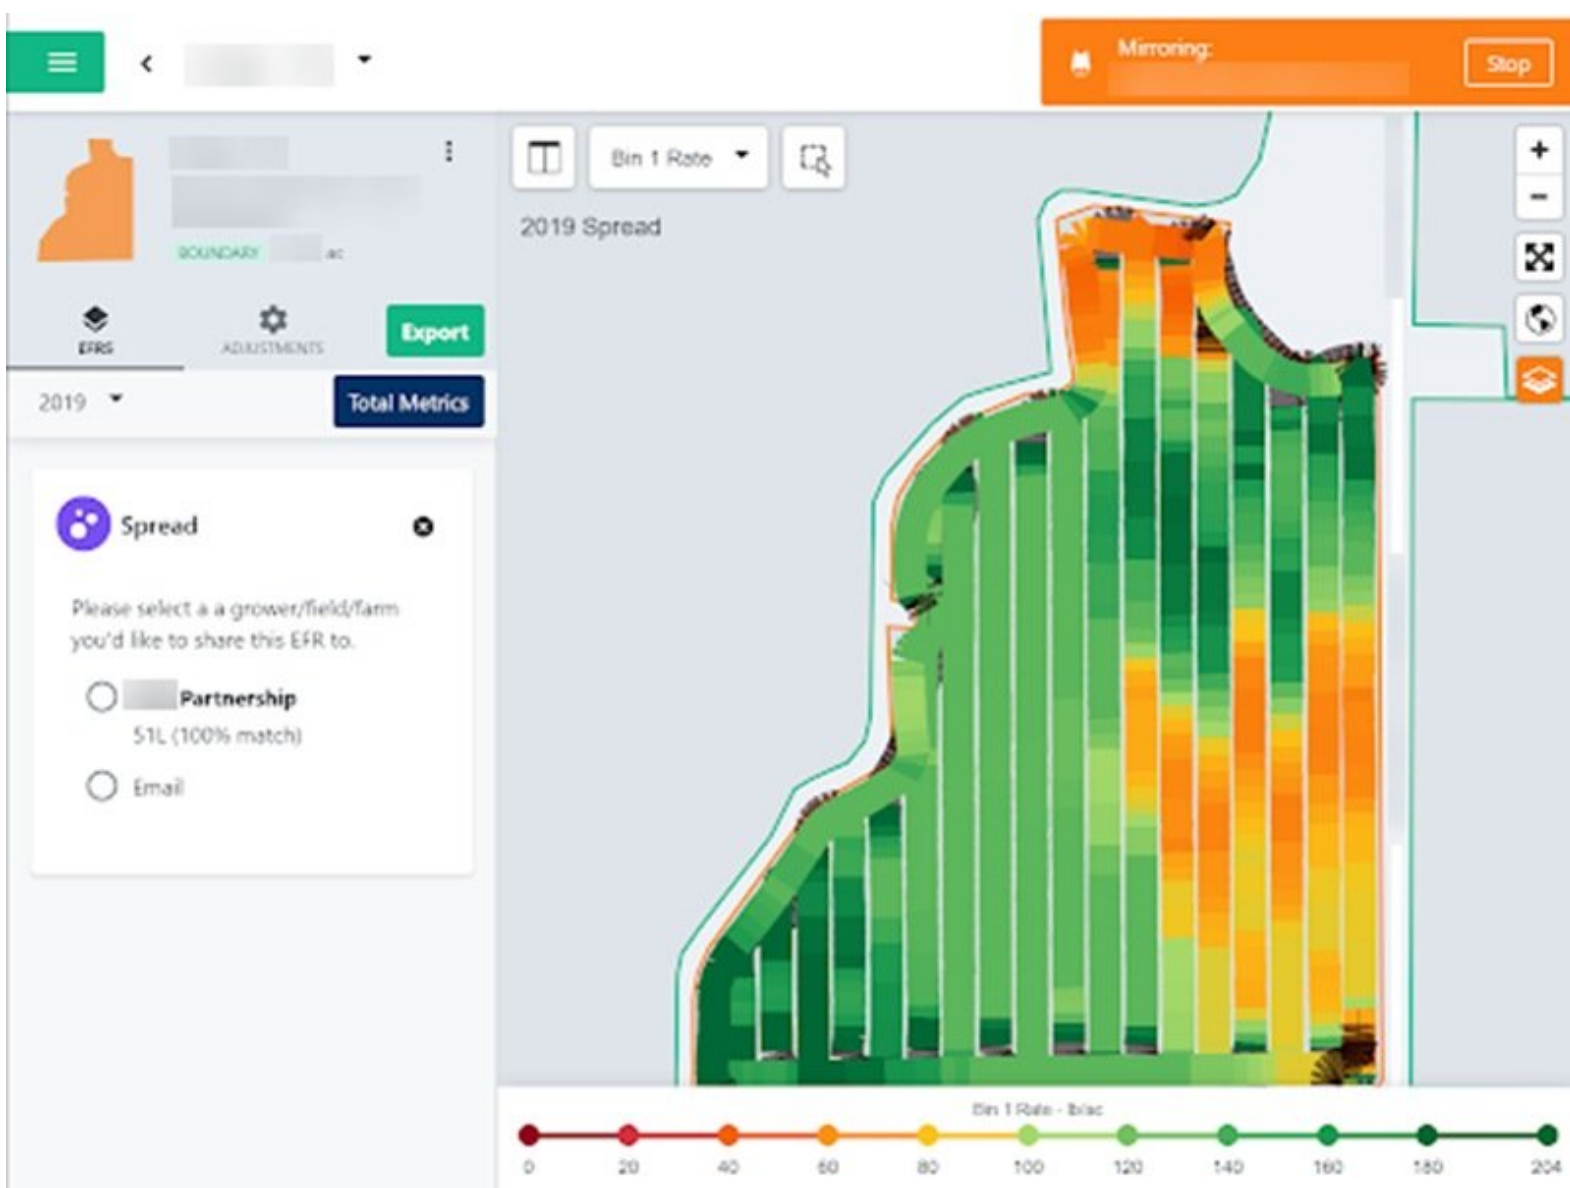 Mirroring:
Stop
BOUNDARY
ac
EFRS
ADJUSTMENTS
Export
2019
Total Metrics
Spread
Please select a a grower/field/farm
you'd like to share this EFR to.
Partnership
51L (100% match)
Email
Bin 1 Rate
2019 Spread
Bin 1 Rate - lb/ac
0 20 40 60 80 100 120 140 160 180 204